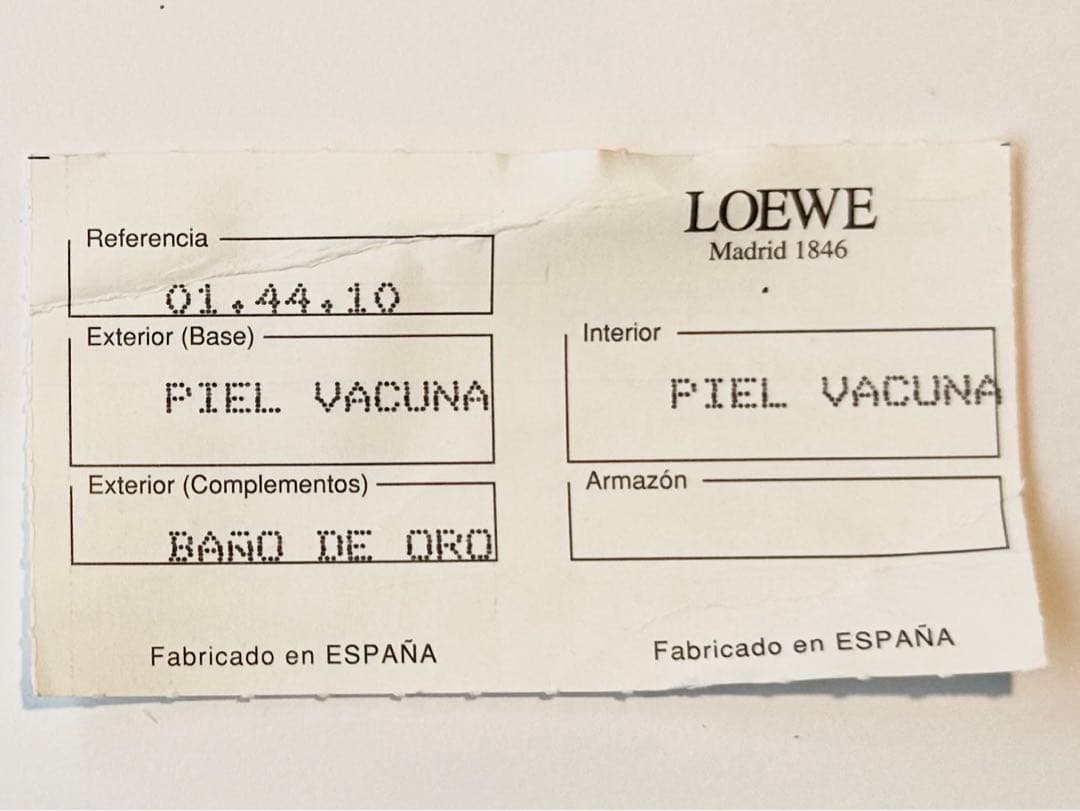 Referencia
01.44.10
Exterior (Base)
PIEL VACUNA
Exterior (Complementos)
BAÑO DE ORO
Fabricado en ESPAÑA
LOEWE
Madrid 1846
Interior
PIEL VACUNA
Armazón
Fabricado en ESPAÑA